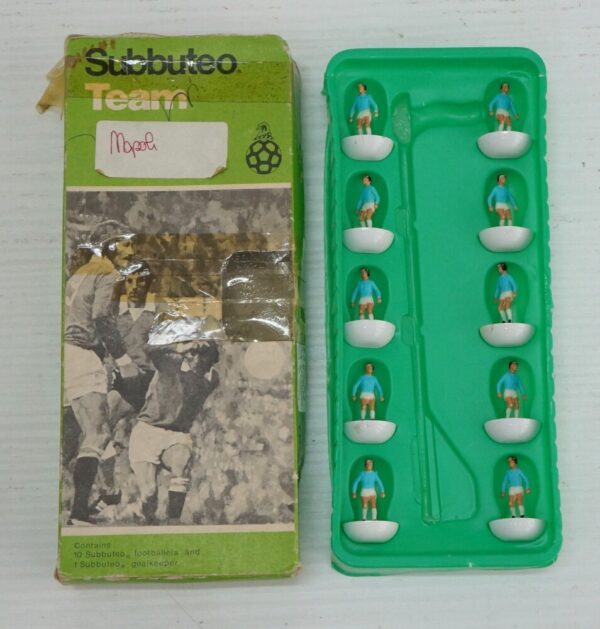 Subbuteo
Team
Napoli
Contains
10 Subbuteo® footballers and
1 Subbuteo® goalkeeper